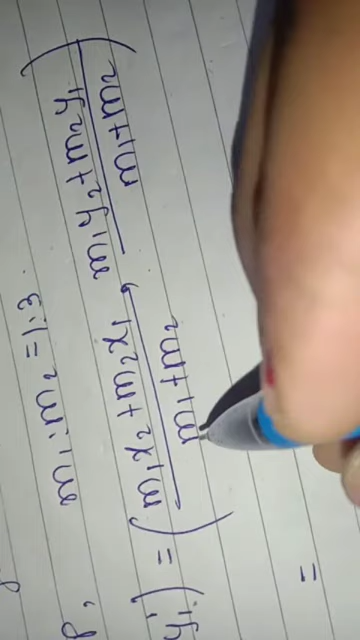 m₁:m₂ = 1:3.
y₁') = (m₁x₂+m₂x₁ / m₁+m₂ , m₁y₂+m₂y₁ / m₁+m₂)
=